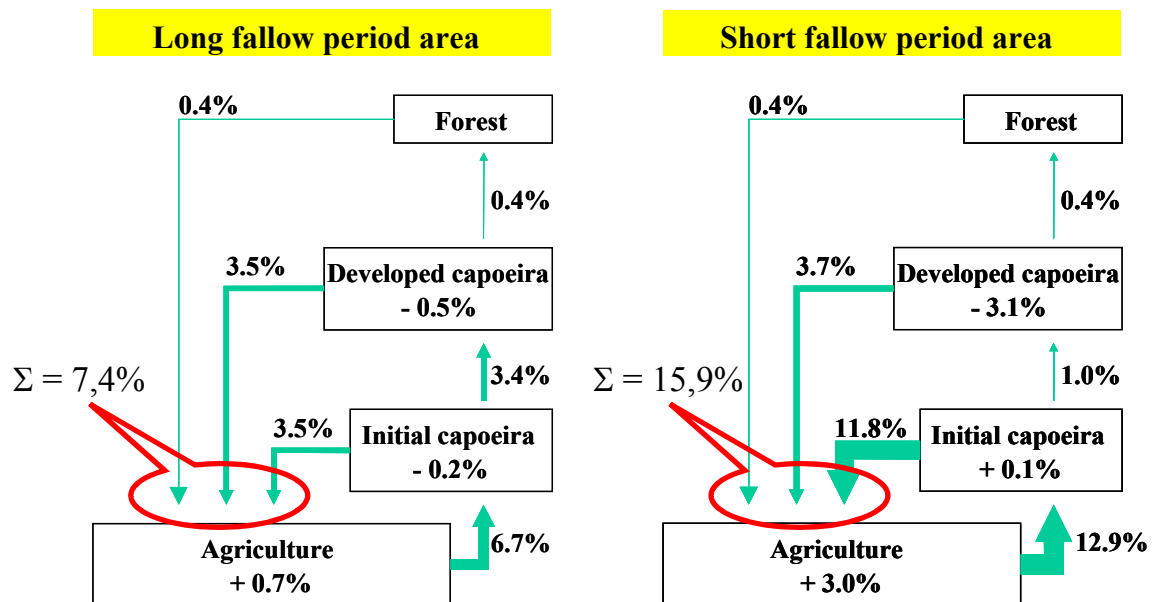 Long fallow period area
0.4%
Forest
0.4%
3.5%
Developed capoeira
- 0.5%
Σ = 7,4%
3.4%
3.5%
Initial capoeira
- 0.2%
Agriculture
+ 0.7%
6.7%
Short fallow period area
0.4%
Forest
0.4%
3.7%
Developed capoeira
- 3.1%
Σ = 15,9%
1.0%
11.8%
Initial capoeira
+ 0.1%
Agriculture
+ 3.0%
12.9%